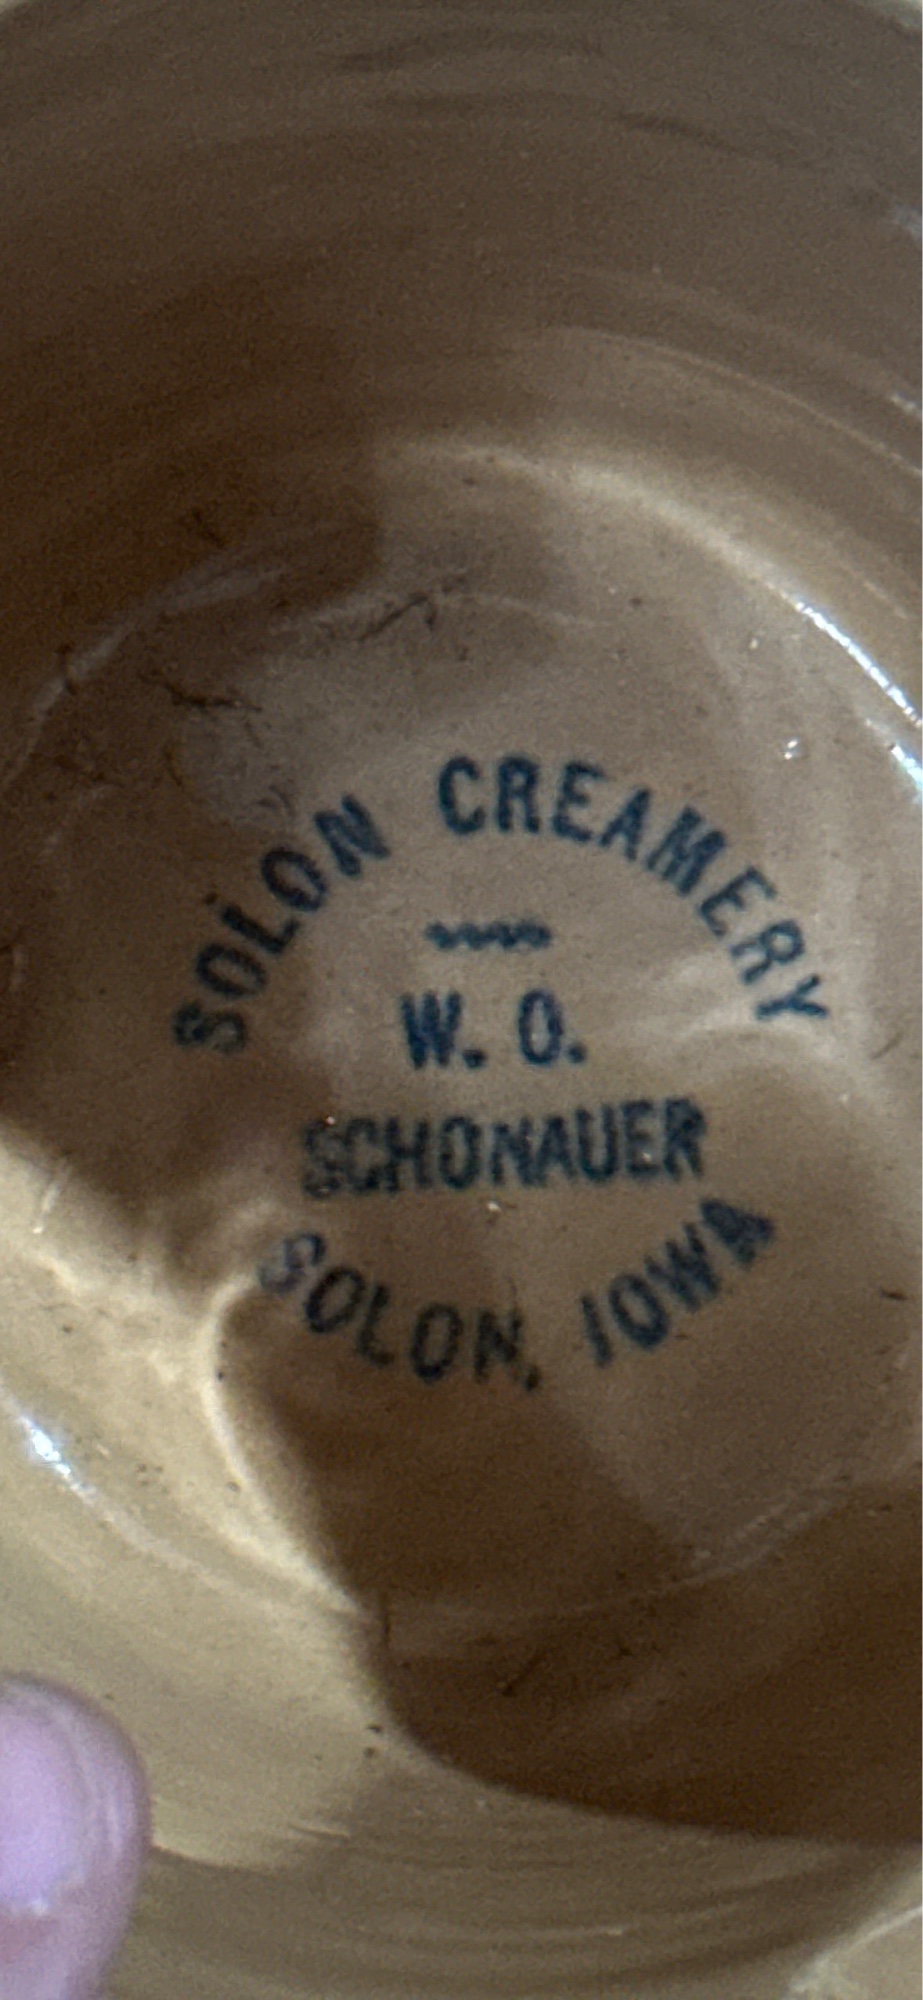 SOLON CREAMERY
W. O.
SCHONAUER
SOLON, IOWA